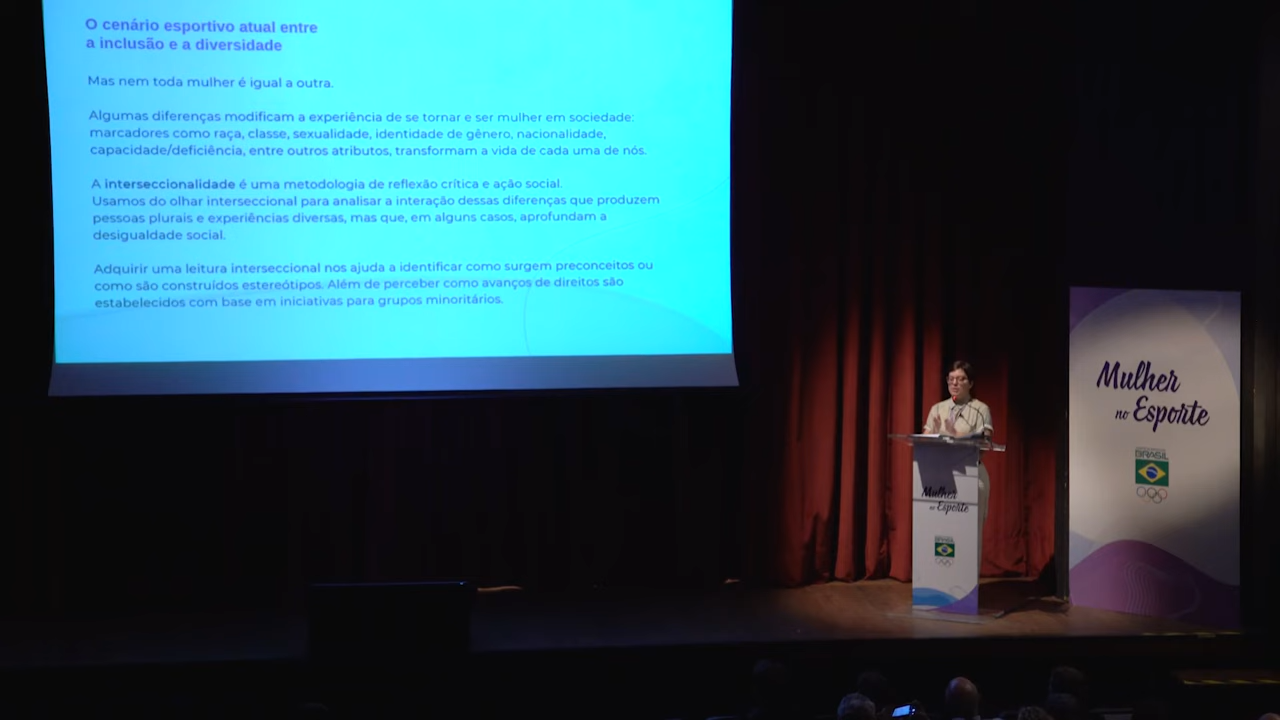 O cenário esportivo atual entre
a inclusão e a diversidade
Mas nem toda mulher é igual a outra.
Algumas diferenças modificam a experiência de se tornar e ser mulher em sociedade:
marcadores como raça, classe, sexualidade, identidade de gênero, nacionalidade,
capacidade/deficiência, entre outros atributos, transformam a vida de cada uma de nós.
A interseccionalidade é uma metodologia de reflexão crítica e ação social.
Usamos do olhar interseccional para analisar a interação dessas diferenças que produzem
pessoas plurais e experiências diversas, mas que, em alguns casos, aprofundam a
desigualdade social.
Adquirir uma leitura interseccional nos ajuda a identificar como surgem preconceitos ou
como são construídos estereótipos. Além de perceber como avanços de direitos são
estabelecidos com base em iniciativas para grupos minoritários.
Mulher
no Esporte
BRASIL
Mulher
no Esporte
BRASIL